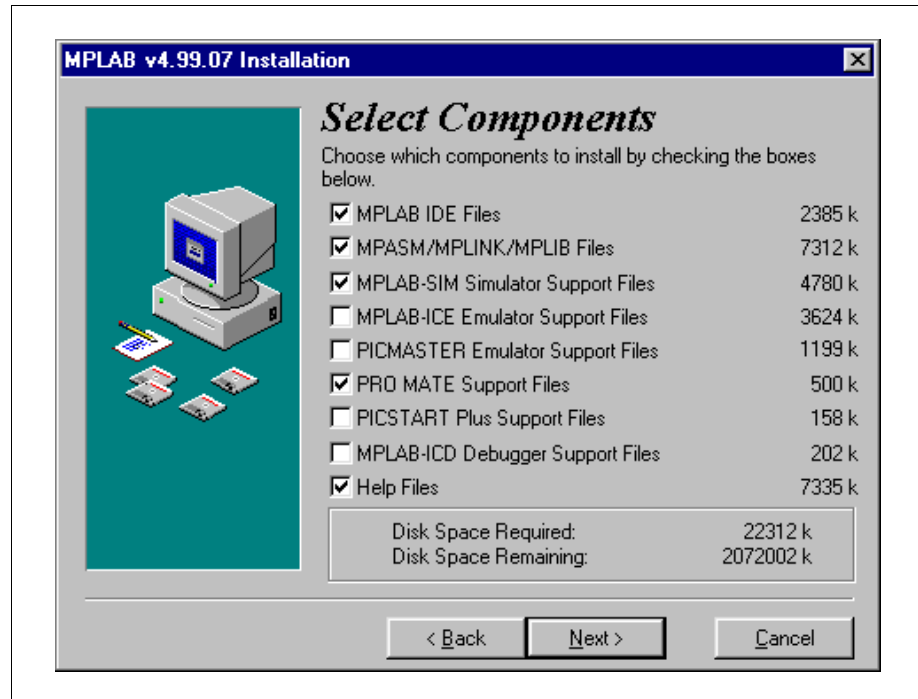 MPLAB v4.99.07 Installation
Select Components
Choose which components to install by checking the boxes
below.
MPLAB IDE Files 2385 k
MPASM/MPLINK/MPLIB Files 7312 k
MPLAB-SIM Simulator Support Files 4780 k
MPLAB-ICE Emulator Support Files 3624 k
PICMASTER Emulator Support Files 1199 k
PRO MATE Support Files 500 k
PICSTART Plus Support Files 158 k
MPLAB-ICD Debugger Support Files 202 k
Help Files 7335 k
Disk Space Required: 22312 k
Disk Space Remaining: 2072002 k
< Back Next > Cancel